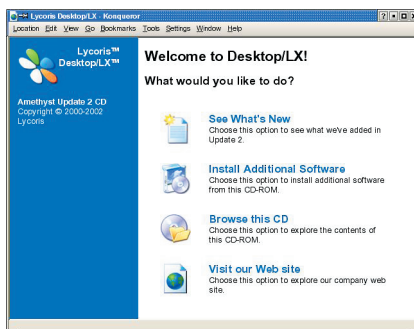 Lycoris Desktop/LX - Konqueror
Location Edit View Go Bookmarks Tools Settings Window Help
Lycoris™
Desktop/LX™
Amethyst Update 2 CD
Copyright © 2000-2002
Lycoris
Welcome to Desktop/LX!
What would you like to do?
See What's New
Choose this option to see what we've added in
Update 2.
Install Additional Software
Choose this option to install additional software
from this CD-ROM.
Browse this CD
Choose this option to explore the contents of
this CD-ROM.
Visit our Web site
Choose this option to explore our company web
site.